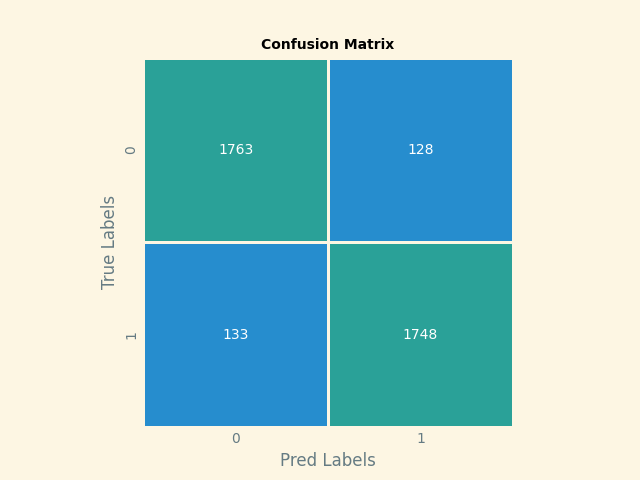 Confusion Matrix
True Labels
0
1763
128
1
133
1748
0
1
Pred Labels